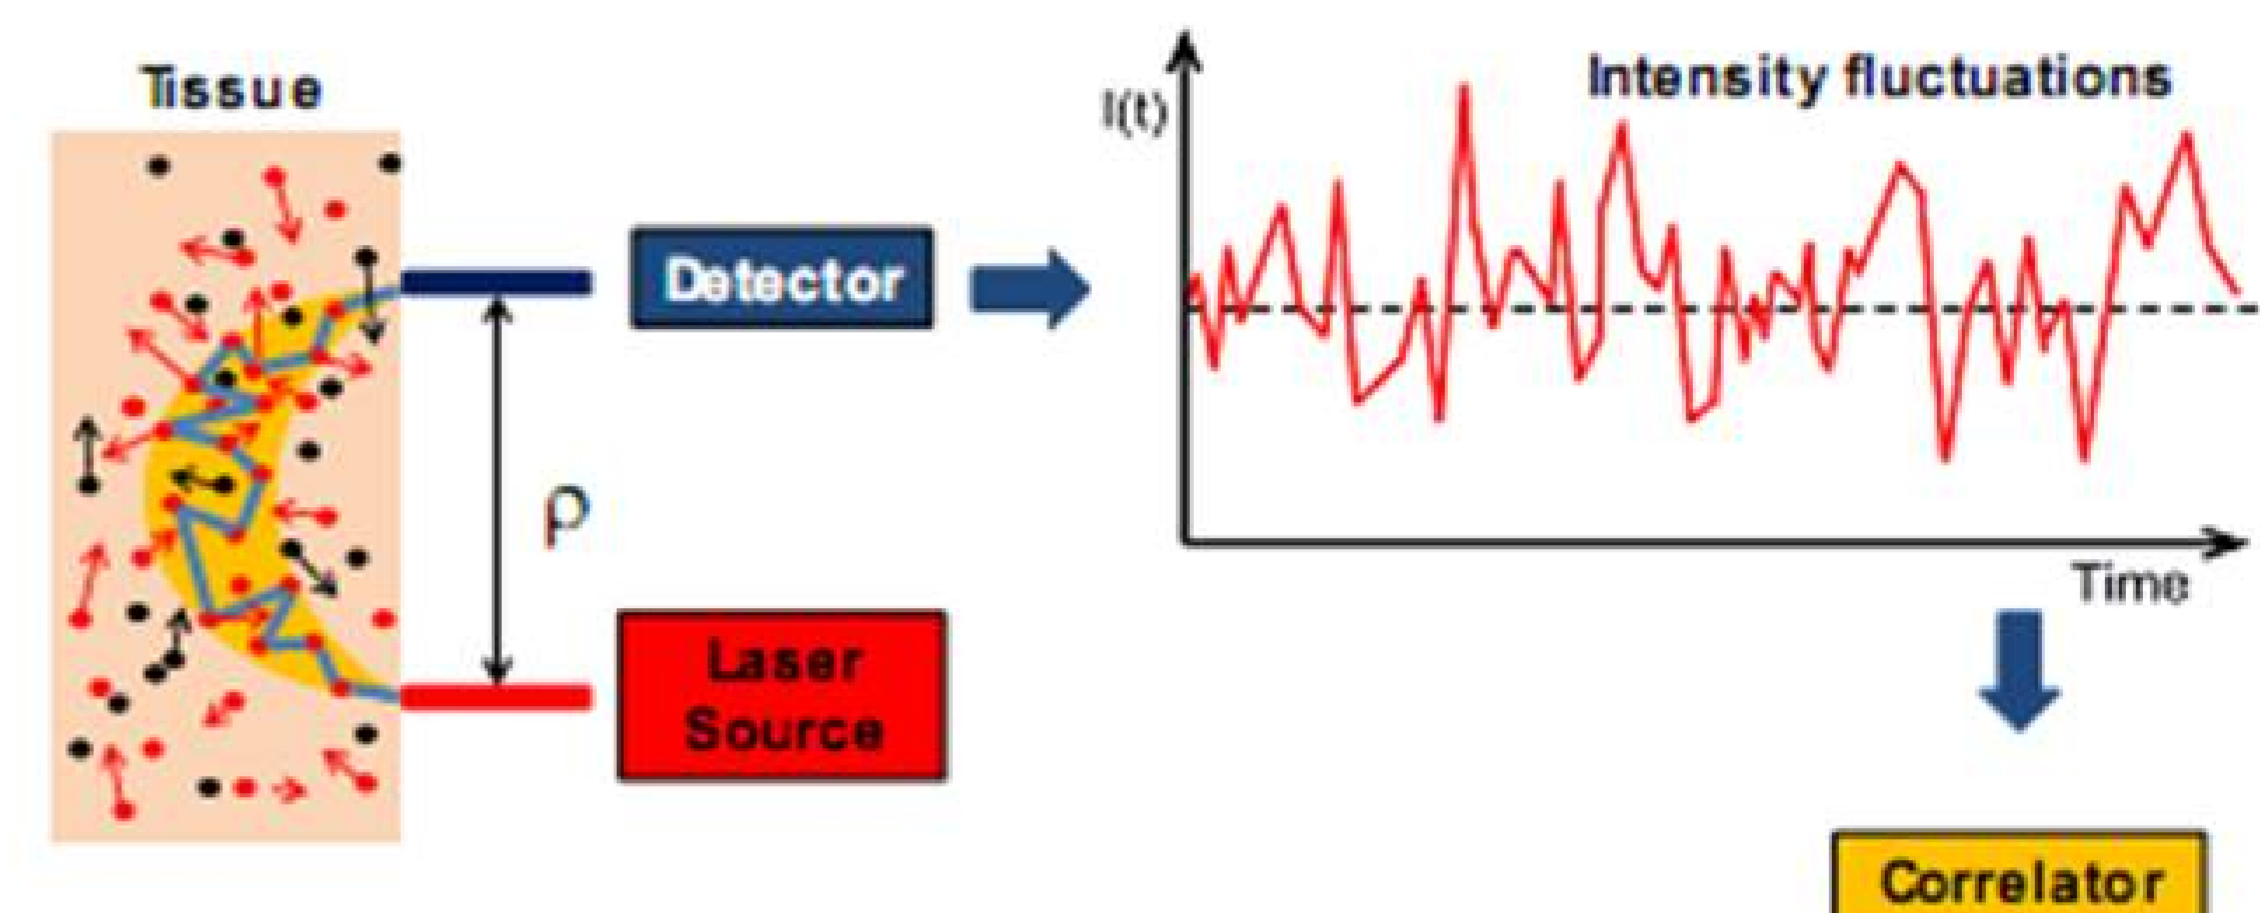 Tissue
Detector
ρ
Laser
Source
I(t)
Intensity fluctuations
Time
Correlator